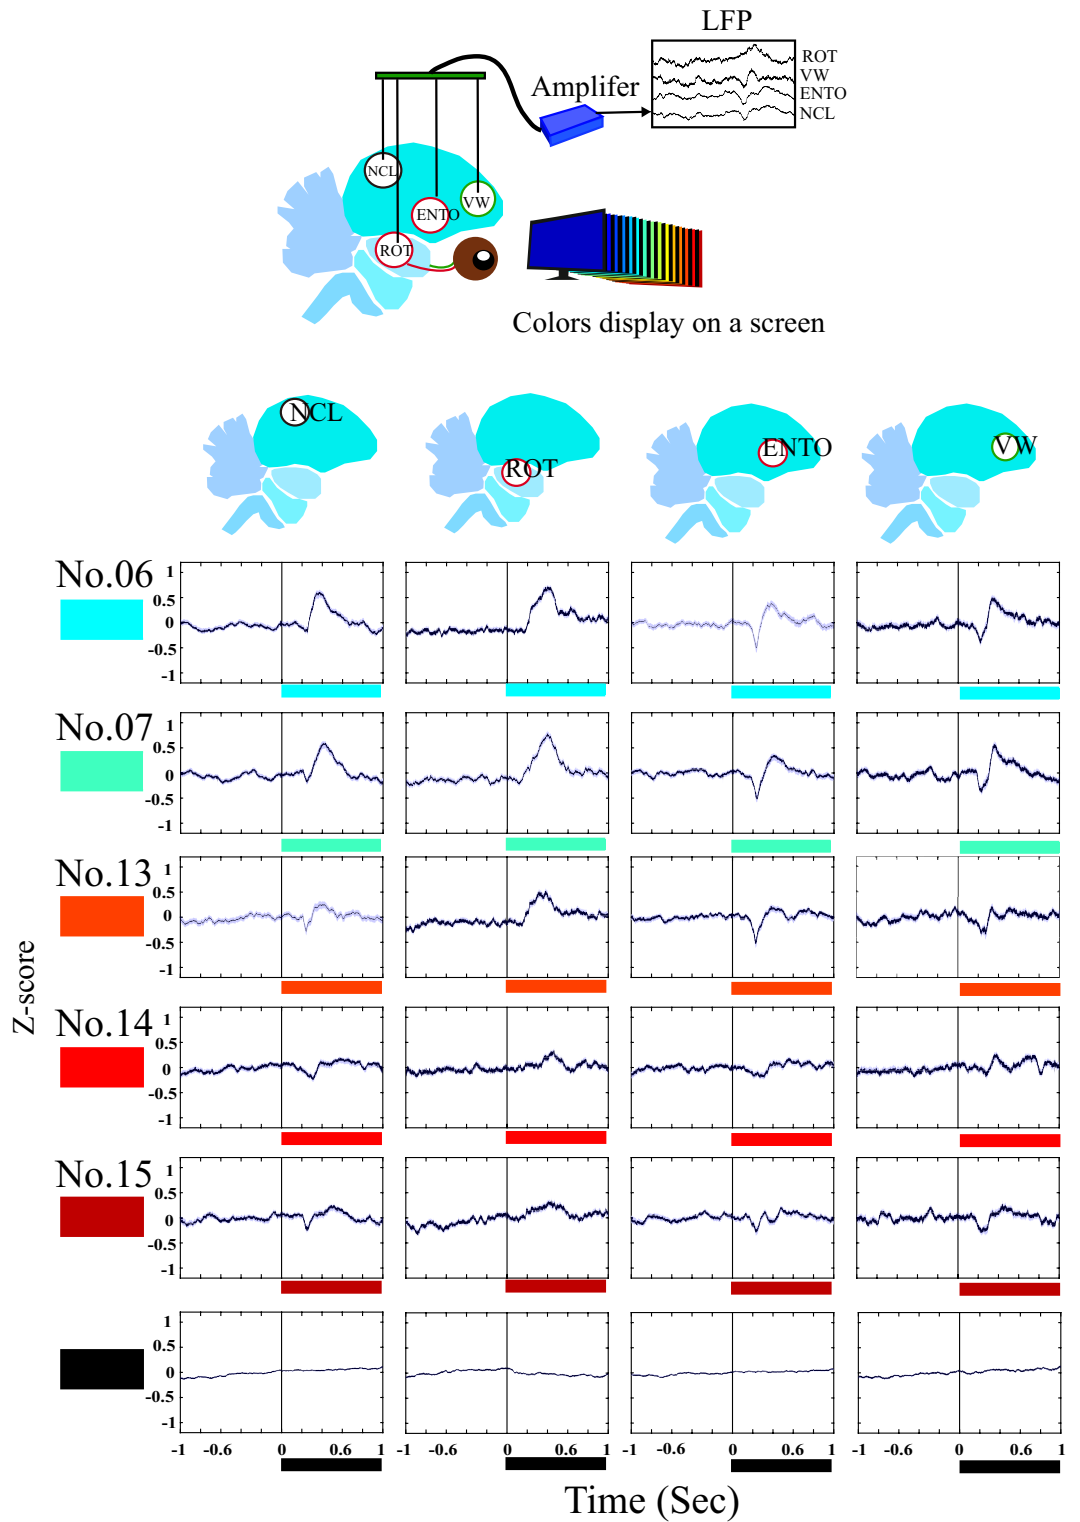 LFP
ROT
VW
ENTO
NCL
Amplifer
NCL
ENTO
VW
ROT
Colors display on a screen
NCL
ROT
ENTO
VW
No.06
1
0.5
0
-0.5
-1
No.07
1
0.5
0
-0.5
-1
No.13
1
0.5
0
-0.5
-1
No.14
1
0.5
0
-0.5
-1
No.15
1
0.5
0
-0.5
-1
1
0.5
0
-0.5
-1
Z-score
-1 -0.6 0 0.6 1 -1 -0.6 0 0.6 1 -1 -0.6 0 0.6 1 -1 -0.6 0 0.6 1
Time (Sec)